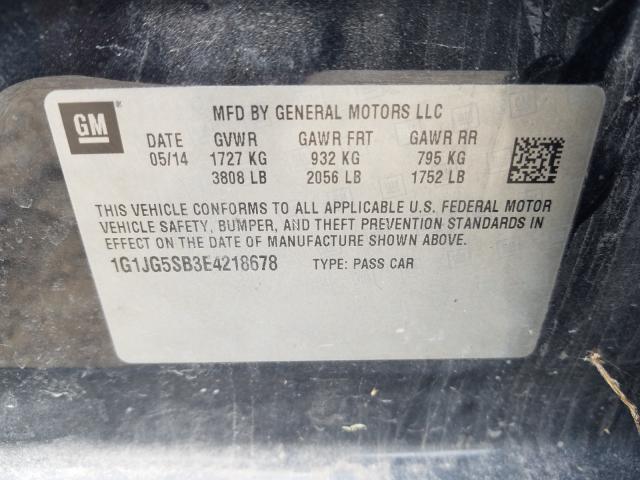 GM
MFD BY GENERAL MOTORS LLC
DATE GVWR GAWR FRT GAWR RR
05/14 1727 KG 932 KG 795 KG
3808 LB 2056 LB 1752 LB
THIS VEHICLE CONFORMS TO ALL APPLICABLE U.S. FEDERAL MOTOR
VEHICLE SAFETY, BUMPER, AND THEFT PREVENTION STANDARDS IN
EFFECT ON THE DATE OF MANUFACTURE SHOWN ABOVE.
1G1JG5SB3E4218678 TYPE: PASS CAR